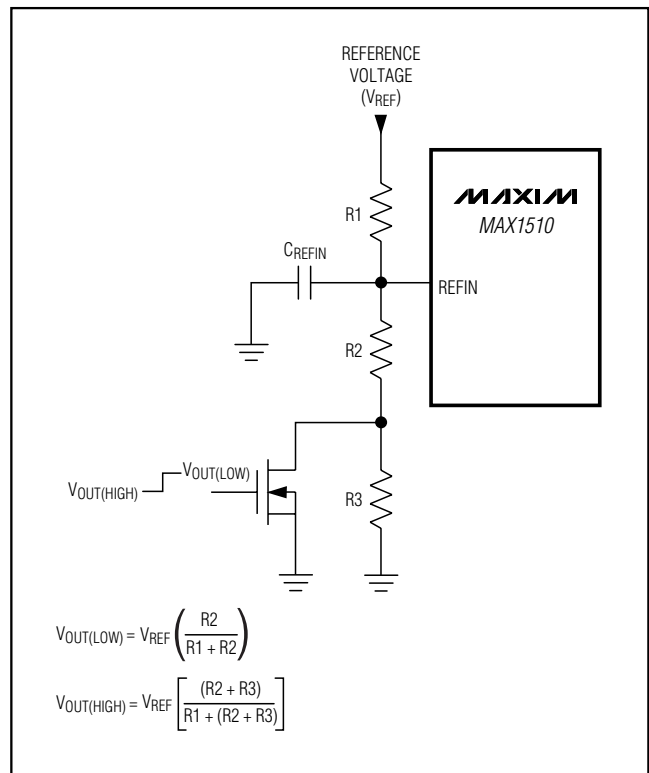 REFERENCE
VOLTAGE
(VREF)
R1
MAXIM
MAX1510
CREFIN
REFIN
R2
VOUT(LOW)
VOUT(HIGH)
R3
VOUT(LOW) = VREF ( R2 / R1 + R2 )
VOUT(HIGH) = VREF [ (R2 + R3) / R1 + (R2 + R3) ]